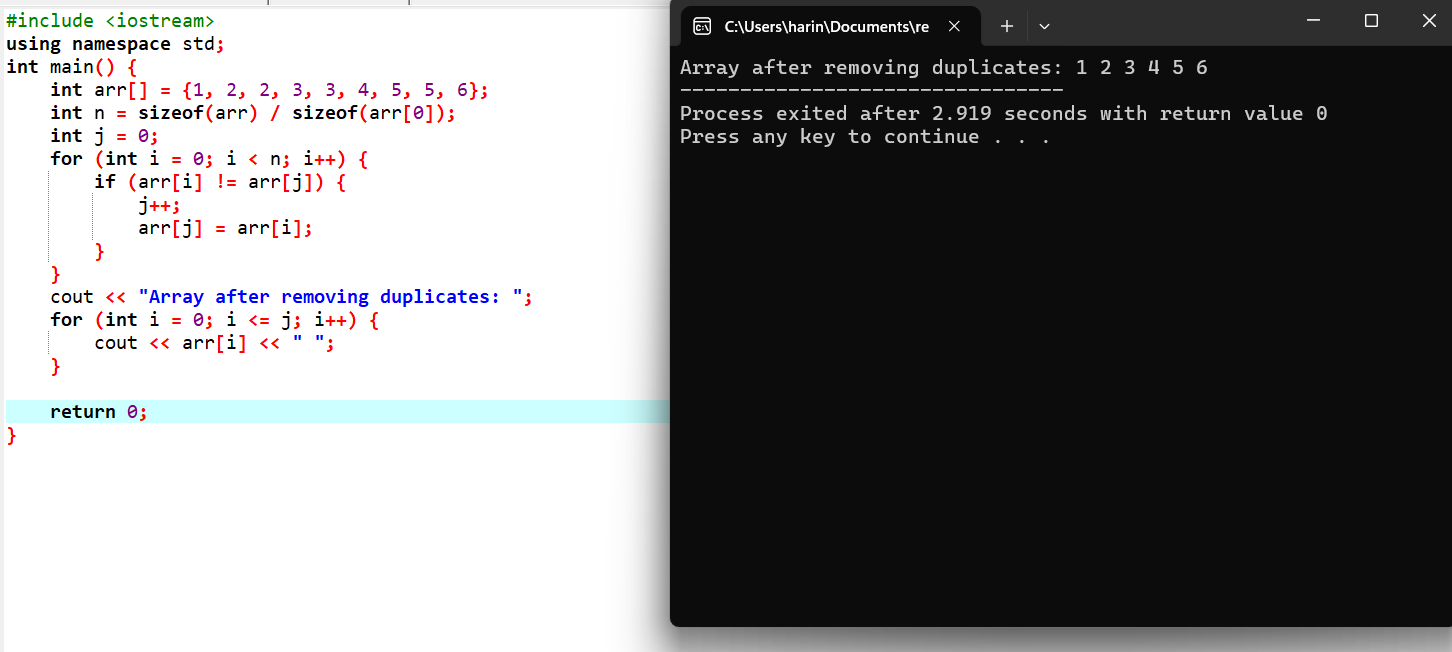 #include <iostream>
using namespace std;
int main() {
    int arr[] = {1, 2, 2, 3, 3, 4, 5, 5, 6};
    int n = sizeof(arr) / sizeof(arr[0]);
    int j = 0;
    for (int i = 0; i < n; i++) {
        if (arr[i] != arr[j]) {
            j++;
            arr[j] = arr[i];
        }
    }
    cout << "Array after removing duplicates: ";
    for (int i = 0; i <= j; i++) {
        cout << arr[i] << " ";
    }
    return 0;
}
C:\Users\harin\Documents\re
Array after removing duplicates: 1 2 3 4 5 6
--------------------------------
Process exited after 2.919 seconds with return value 0
Press any key to continue . . .